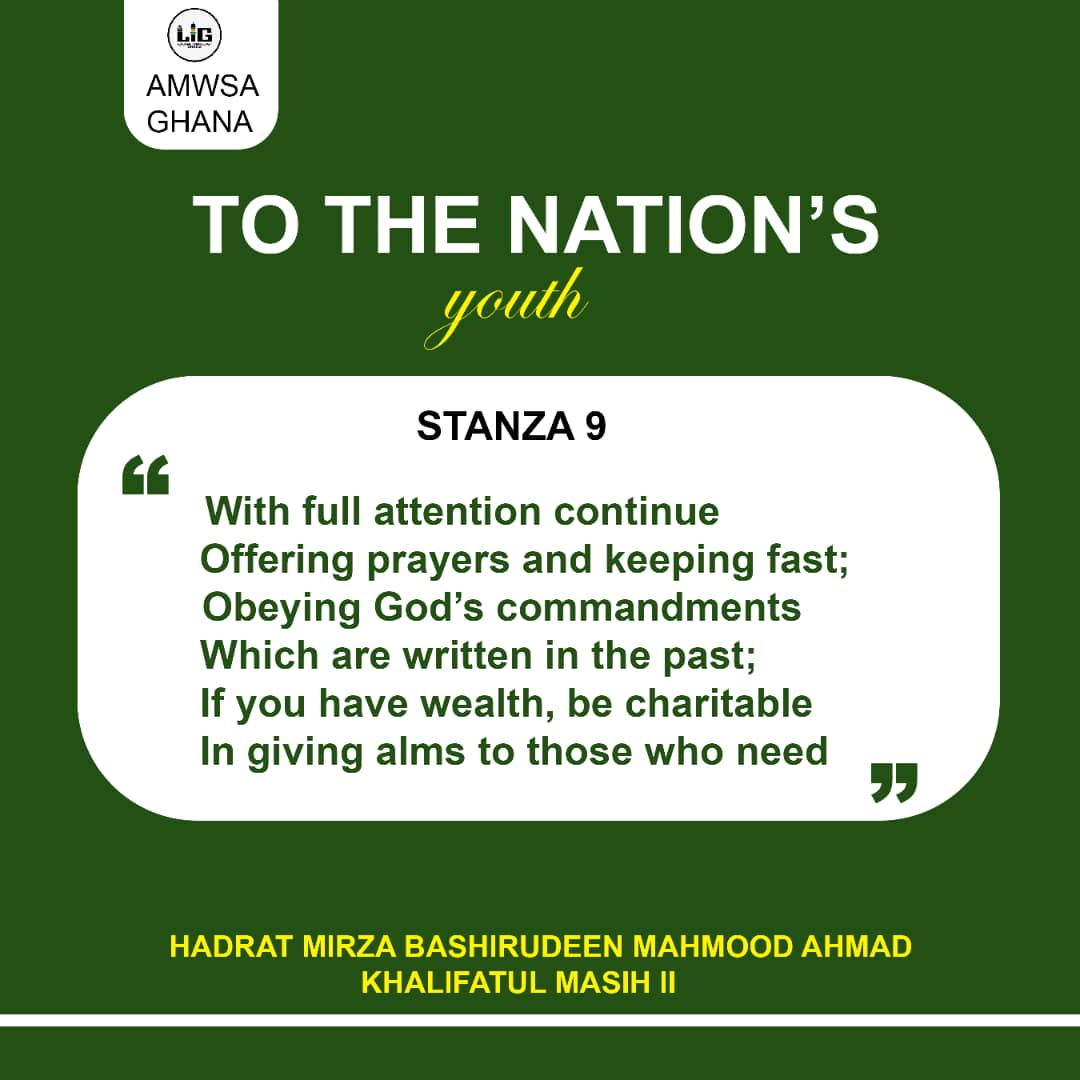 LiG
AMWSA
GHANA
TO THE NATION’S
youth
STANZA 9
“
With full attention continue
Offering prayers and keeping fast;
Obeying God’s commandments
Which are written in the past;
If you have wealth, be charitable
In giving alms to those who need
”
HADRAT MIRZA BASHIRUDEEN MAHMOOD AHMAD
KHALIFATUL MASIH II